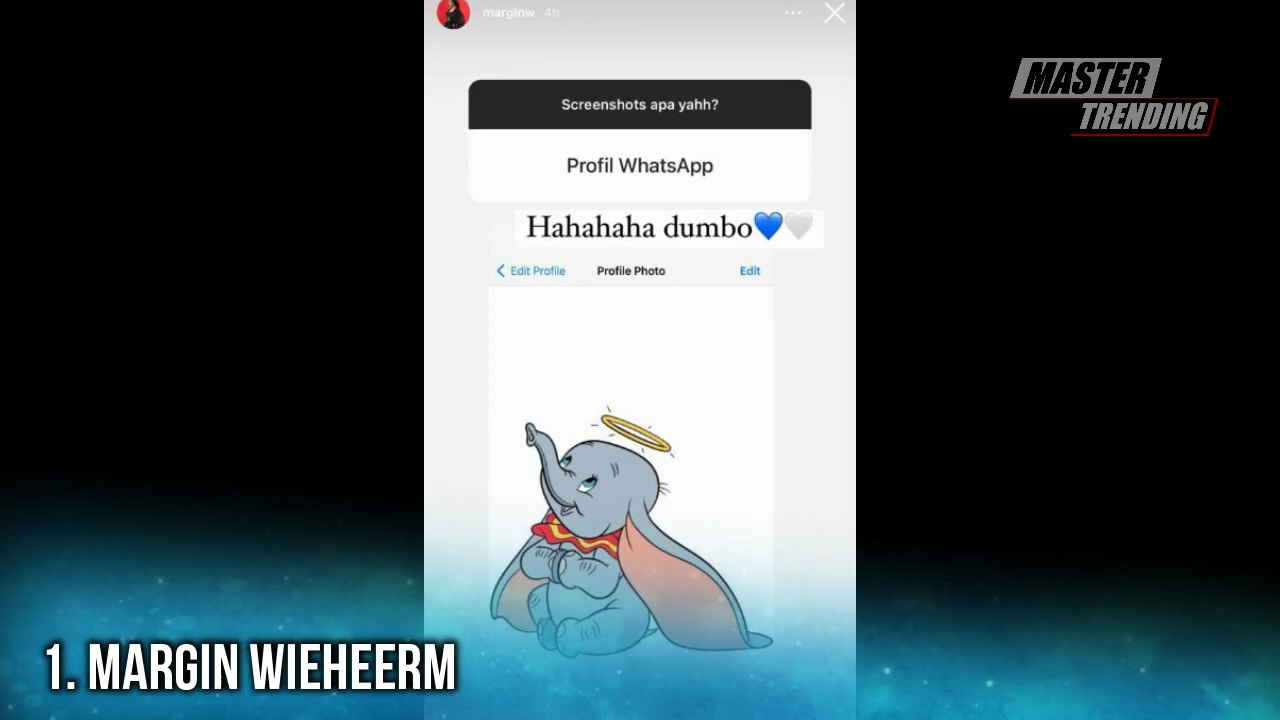 marginw 4h
MASTER
TRENDING
Screenshots apa yahh?
Profil WhatsApp
Hahahaha dumbo💙🤍
Edit Profile Profile Photo Edit
1. MARGIN WIEHEERM